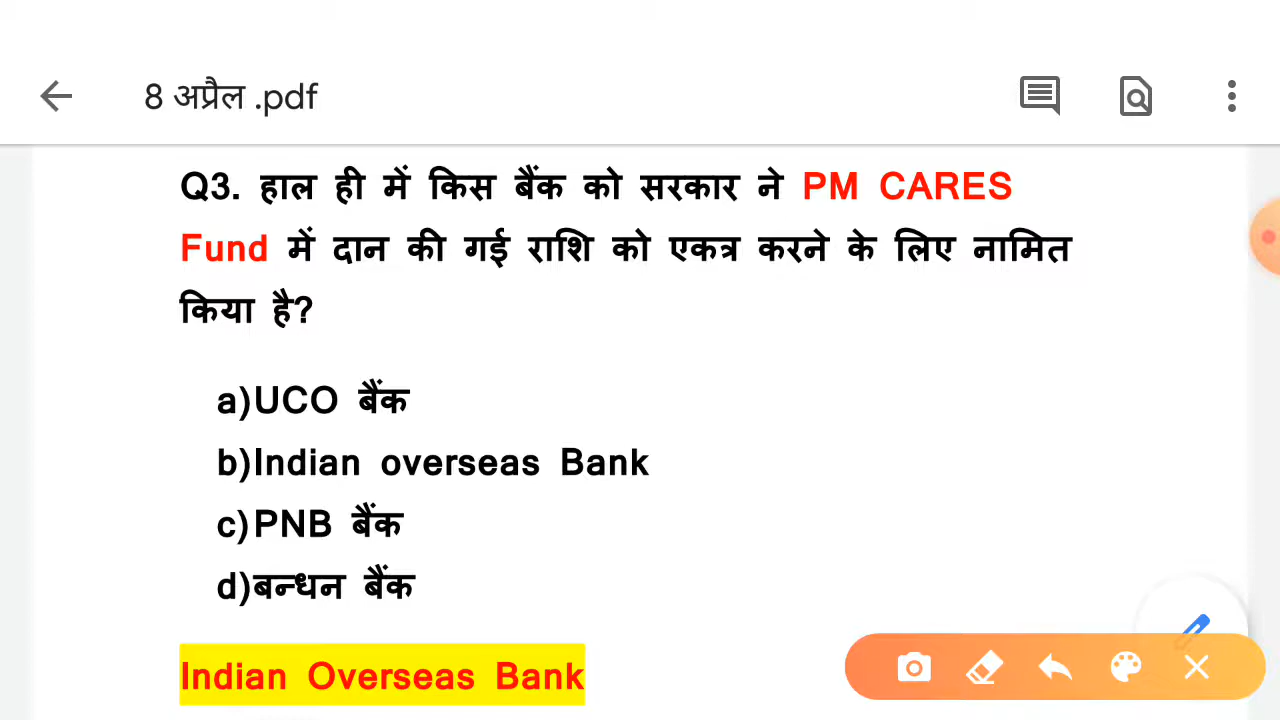 8 अप्रैल .pdf
Q3. हाल ही में किस बैंक को सरकार ने PM CARES
Fund में दान की गई राशि को एकत्र करने के लिए नामित
किया है?
a)UCO बैंक
b)Indian overseas Bank
c)PNB बैंक
d)बन्धन बैंक
Indian Overseas Bank